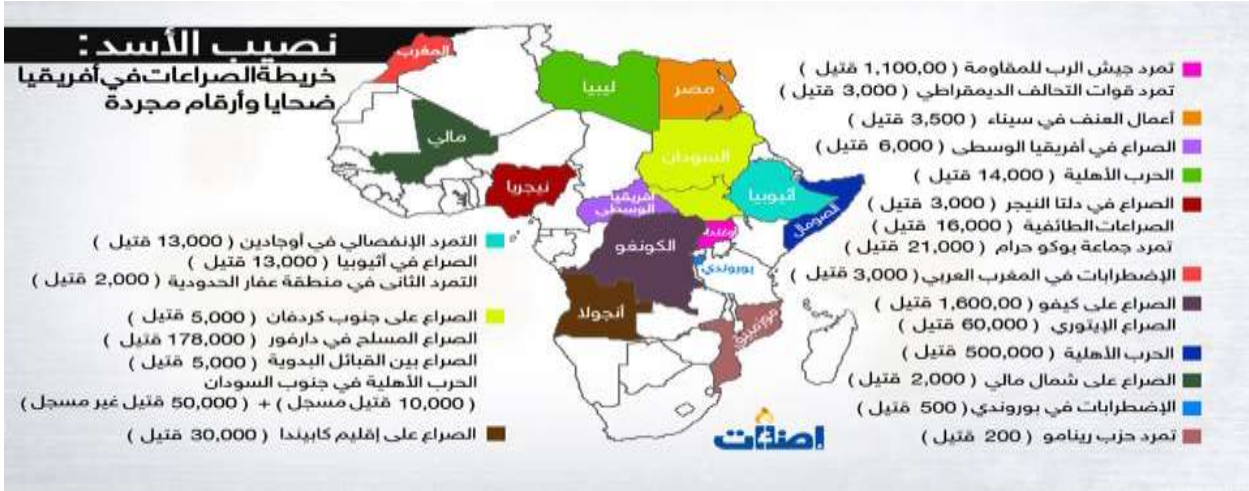 نصيب الأسد :
خريطة الصراعات في أفريقيا
ضحايا وأرقام مجردة
المغرب
ليبيا
مصر
مالي
السودان
نيجريا
أفريقيا
الوسطى
أثيوبيا
الصومال
أوغندا
الكونغو
بوروندي
أنجولا
موزمبيق
تمرد جيش الرب للمقاومة ( 1,100,00 قتيل )
تمرد قوات التحالف الديمقراطي ( 3,000 قتيل )
أعمال العنف في سيناء ( 3,500 قتيل )
الصراع في أفريقيا الوسطى ( 6,000 قتيل )
الحرب الأهلية ( 14,000 قتيل )
الصراع في دلتا النيجر ( 3,000 قتيل )
الصراعات الطائفية ( 16,000 قتيل )
تمرد جماعة بوكو حرام ( 21,000 قتيل )
الإضطرابات في المغرب العربي ( 3,000 قتيل )
الصراع على كيفو ( 1,600,00 قتيل )
الصراع الإيتوري ( 60,000 قتيل )
الحرب الأهلية ( 500,000 قتيل )
الصراع على شمال مالي ( 2,000 قتيل )
الإضطرابات في بوروندي ( 500 قتيل )
تمرد حزب رينامو ( 200 قتيل )
التمرد الإنفصالي في أوجادين ( 13,000 قتيل )
الصراع في أثيوبيا ( 13,000 قتيل )
التمرد الثانى في منطقة عفار الحدودية ( 2,000 قتيل )
الصراع على جنوب كردفان ( 5,000 قتيل )
الصراع المسلح في دارفور ( 178,000 قتيل )
الصراع بين القبائل البدوية ( 5,000 قتيل )
الحرب الأهلية في جنوب السودان
( 10,000 قتيل مسجل ) + ( 50,000 قتيل غير مسجل )
الصراع على إقليم كابيندا ( 30,000 قتيل )
إضاءات